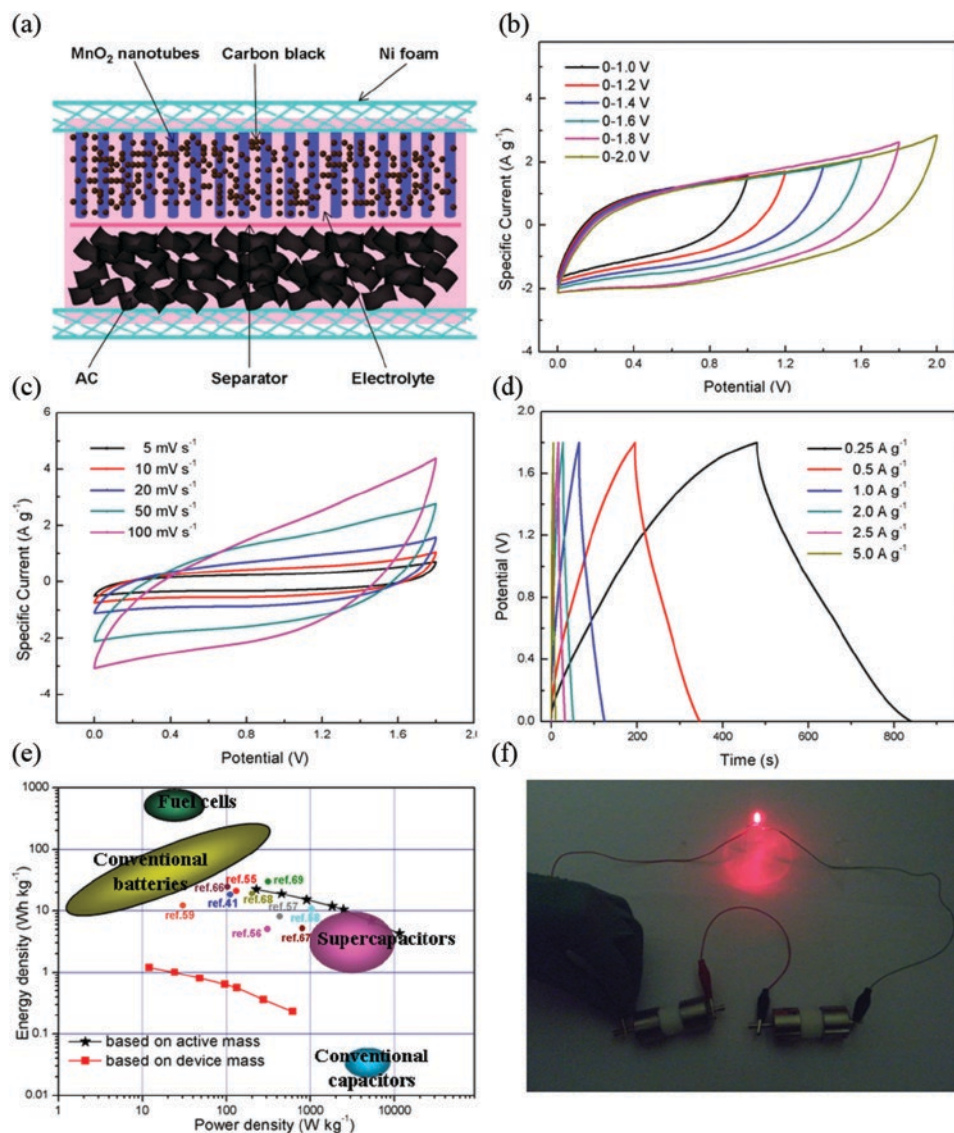 (a)
MnO₂ nanotubes Carbon black Ni foam
AC Separator Electrolyte
(b)
0-1.0 V
0-1.2 V
0-1.4 V
0-1.6 V
0-1.8 V
0-2.0 V
Specific Current (A g⁻¹)
4
2
0
-2
-4
0.0 0.4 0.8 1.2 1.6 2.0
Potential (V)
(c)
5 mV s⁻¹
10 mV s⁻¹
20 mV s⁻¹
50 mV s⁻¹
100 mV s⁻¹
Specific Current (A g⁻¹)
6
4
2
0
-2
-4
0.0 0.4 0.8 1.2 1.6 2.0
Potential (V)
(d)
0.25 A g⁻¹
0.5 A g⁻¹
1.0 A g⁻¹
2.0 A g⁻¹
2.5 A g⁻¹
5.0 A g⁻¹
Potential (V)
2.0
1.6
1.2
0.8
0.4
0.0
0 200 400 600 800
Time (s)
(e)
Energy density (Wh kg⁻¹)
1000
100
10
1
0.1
0.01
Fuel cells
Conventional
batteries
ref.66 ref.55 ref.69
ref.41 ref.68 ref.57
ref.59 ref.58
ref.56 ref.67
Supercapacitors
based on active mass
based on device mass
Conventional
capacitors
1 10 100 1000 10000
Power density (W kg⁻¹)
(f)